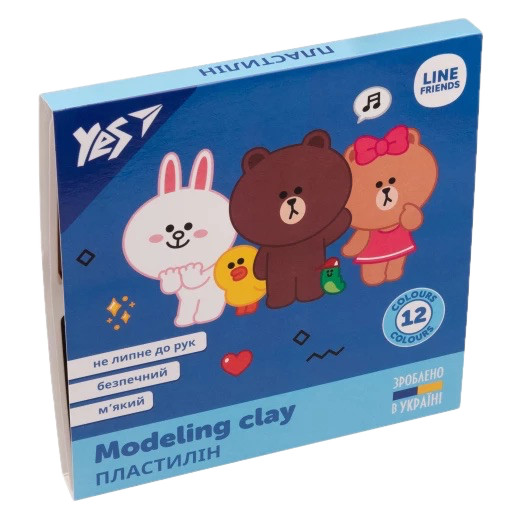 ПЛАСТИЛІН
LINE
FRIENDS
YES
COLOURS
12
COLOURS
не липне до рук
безпечний
м'який
ЗРОБЛЕНО
В УКРАЇНІ
Modeling clay
ПЛАСТИЛІН